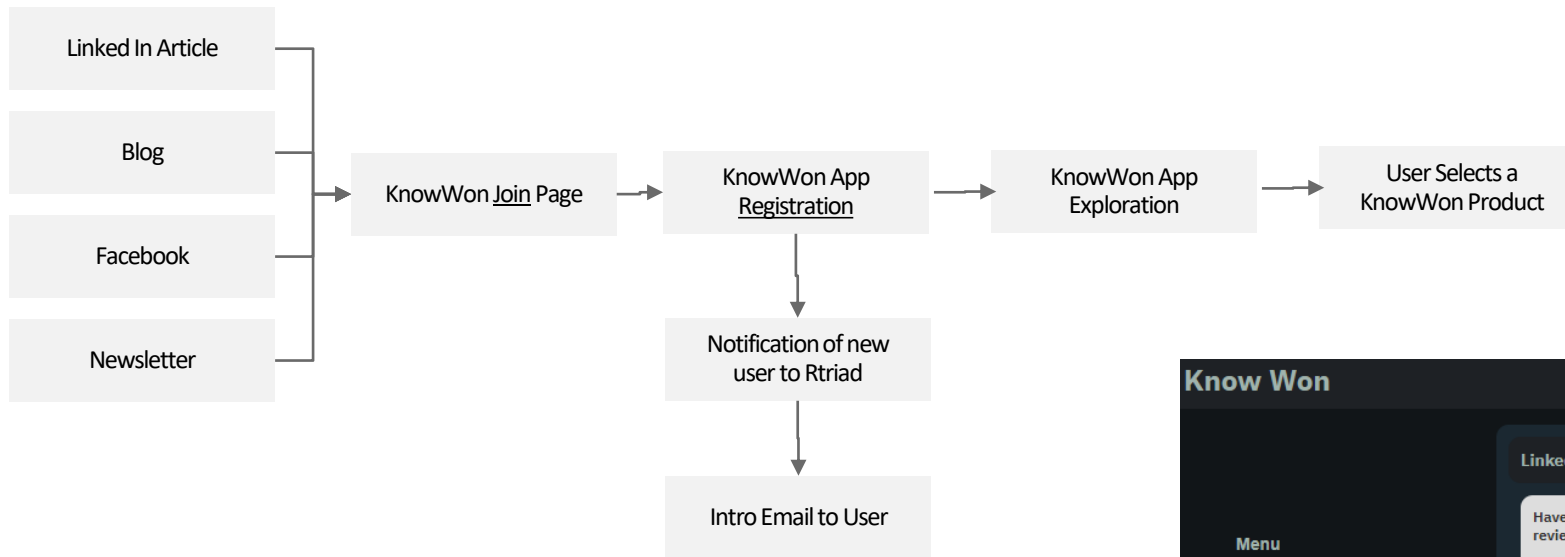 Linked In Article
Blog
Facebook
Newsletter
KnowWon Join Page
KnowWon App
Registration
KnowWon App
Exploration
User Selects a
KnowWon Product
Notification of new
user to Rtriad
Intro Email to User
Know Won
Menu
Have